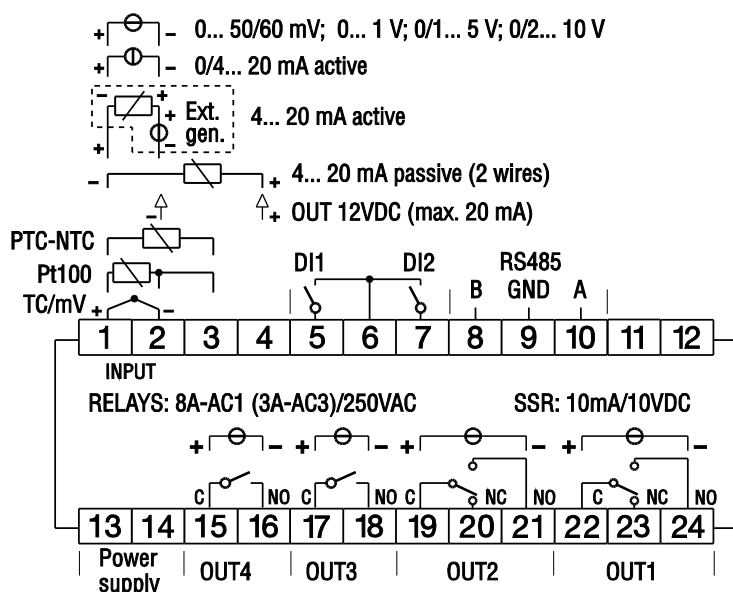 + – 0... 50/60 mV; 0... 1 V; 0/1... 5 V; 0/2... 10 V
+ – 0/4... 20 mA active
– + Ext. gen. + – + 4... 20 mA active
– + 4... 20 mA passive (2 wires)
– + OUT 12VDC (max. 20 mA)
PTC-NTC
Pt100
TC/mV + –
DI1 DI2 RS485
B GND A
1 2 3 4 5 6 7 8 9 10 11 12
INPUT
RELAYS: 8A-AC1 (3A-AC3)/250VAC SSR: 10mA/10VDC
+ – + – + – + –
C NO C NO C NC NO C NC NO
13 14 15 16 17 18 19 20 21 22 23 24
Power supply OUT4 OUT3 OUT2 OUT1